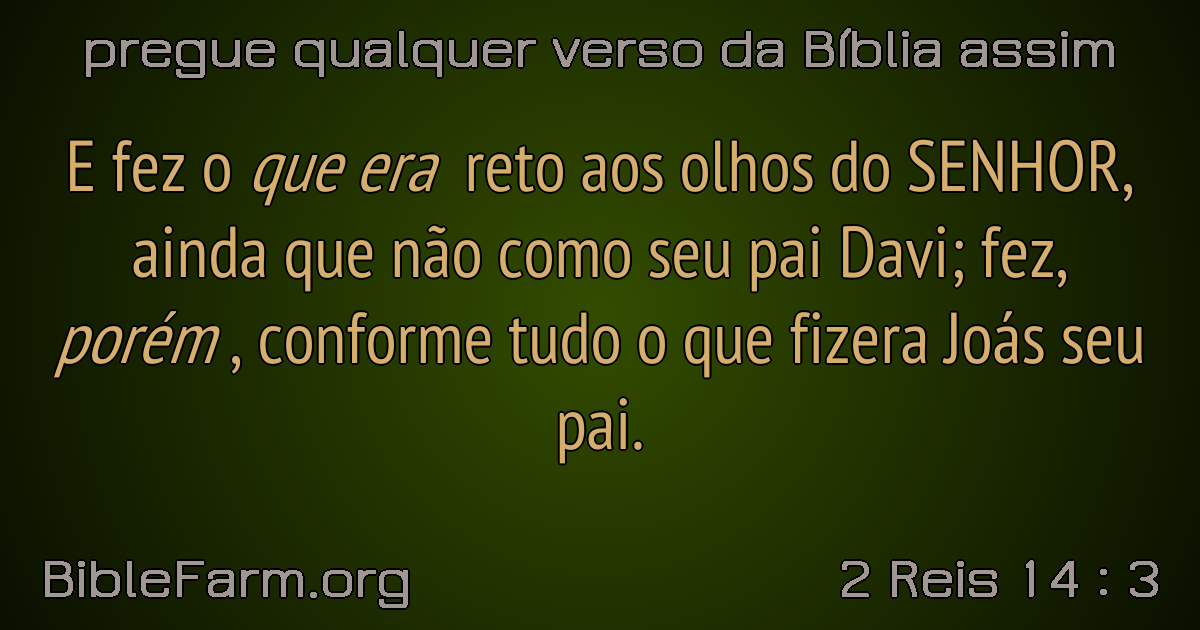 pregue qualquer verso da Bíblia assim
E fez o que era reto aos olhos do SENHOR,
ainda que não como seu pai Davi; fez,
porém , conforme tudo o que fizera Joás seu
pai.
BibleFarm.org
2 Reis 14 : 3